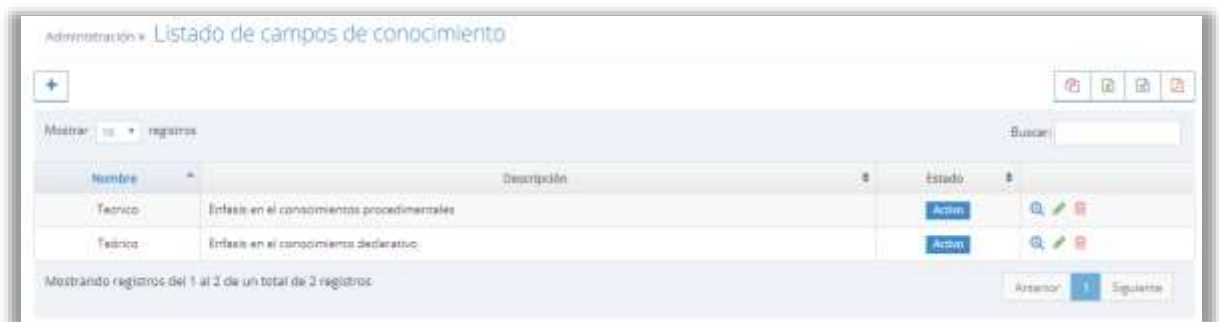 Administración » Listado de campos de conocimiento
+
Mostrar 10 registros
Buscar:
Nombre Descripción Estado
Tecnico Enfasis en el conocimientos procedimentales Activo
Teórico Enfasis en el conocimiento declarativo Activo
Mostrando registros del 1 al 2 de un total de 2 registros
Anterior 1 Siguiente